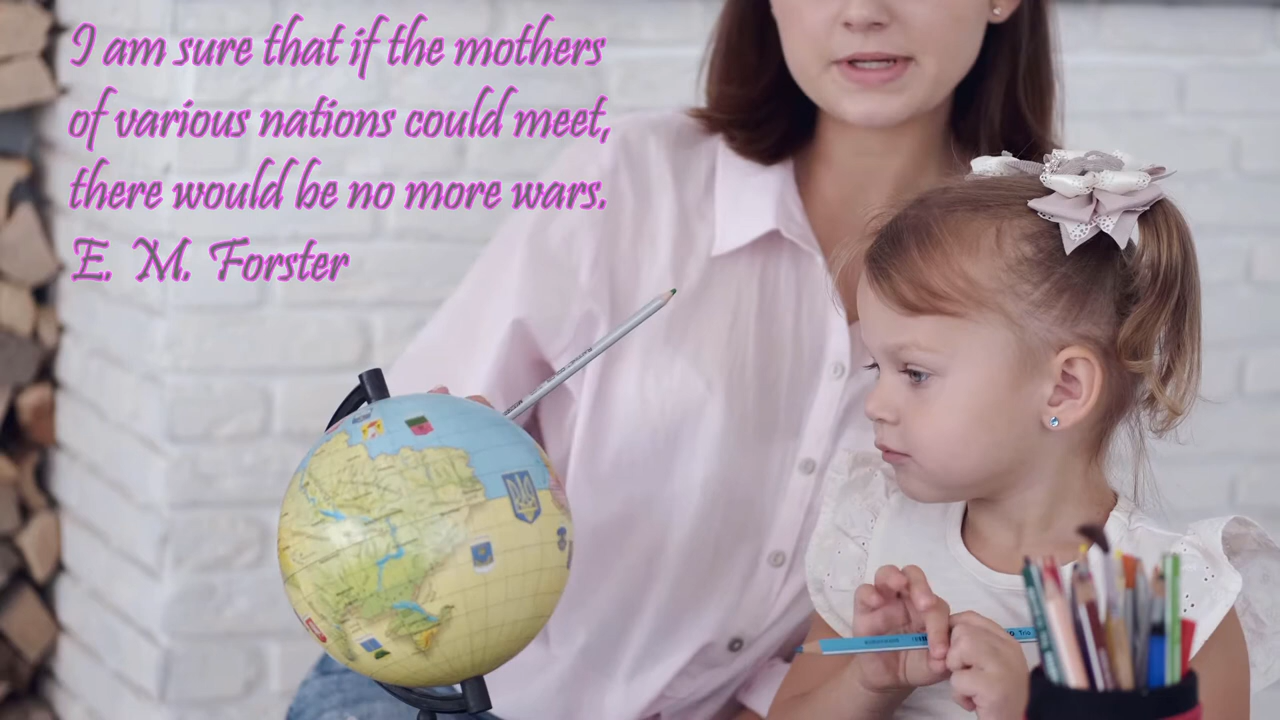 I am sure that if the mothers
of various nations could meet,
there would be no more wars.
E. M. Forster